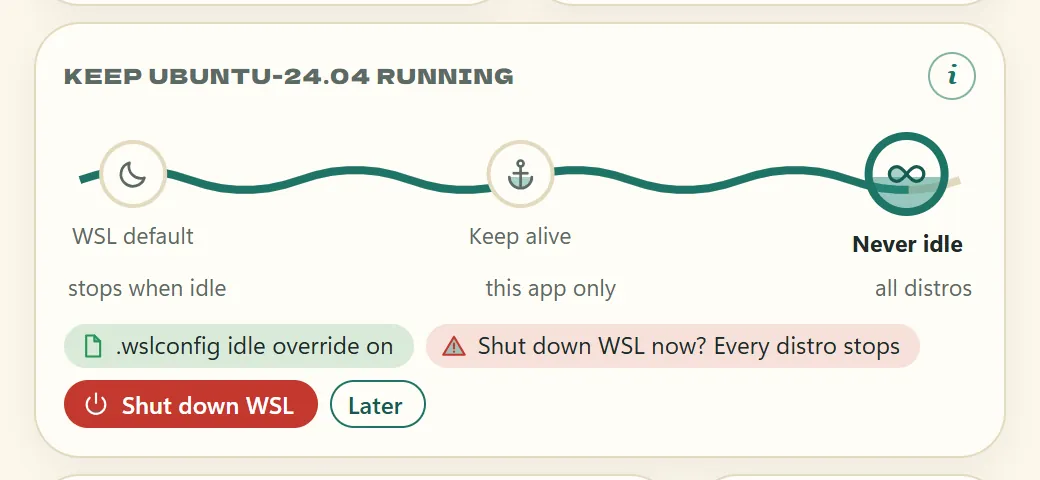 KEEP UBUNTU-24.04 RUNNING
i
WSL default
Keep alive
Never idle
stops when idle
this app only
all distros
.wslconfig idle override on
Shut down WSL now? Every distro stops
Shut down WSL
Later